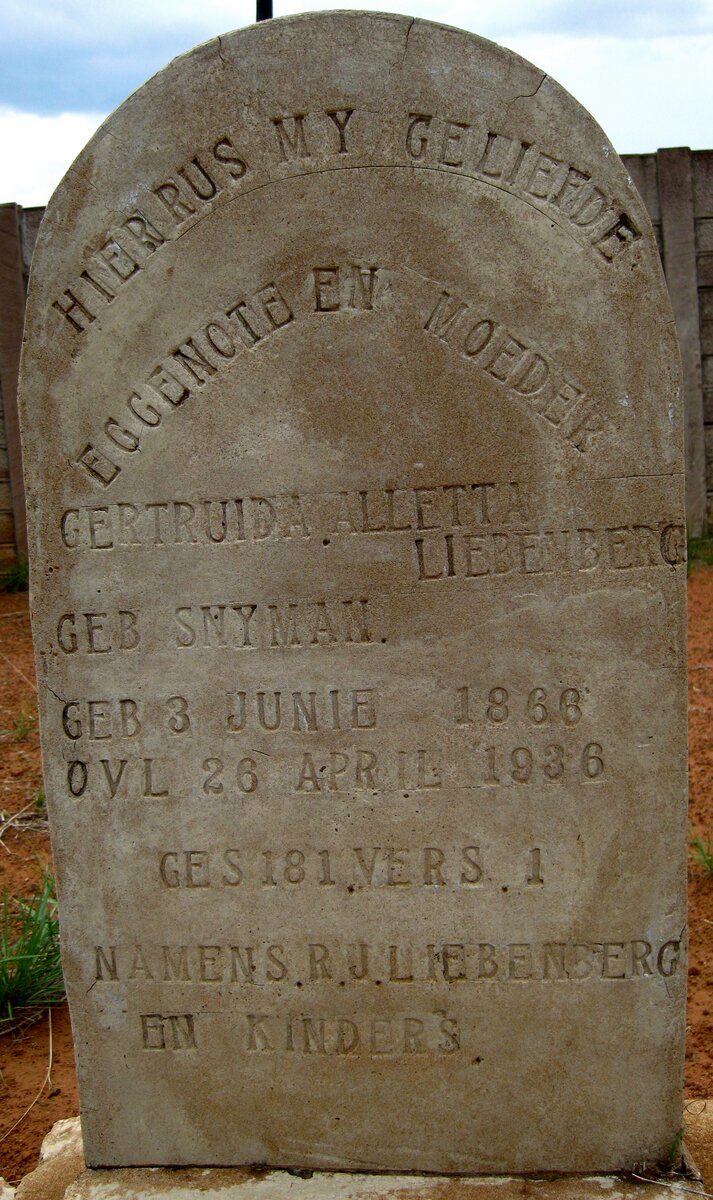 HIER RUS MY GELIEFDE
EGGENOTE EN MOEDER
GERTRUIDA ALLETTA
LIEBENBERG
GEB SNYMAN.
GEB 3 JUNIE 1866
OVL 26 APRIL 1936
GES 181 VERS 1
NAMENS R.J. LIEBENBERG
EN KINDERS